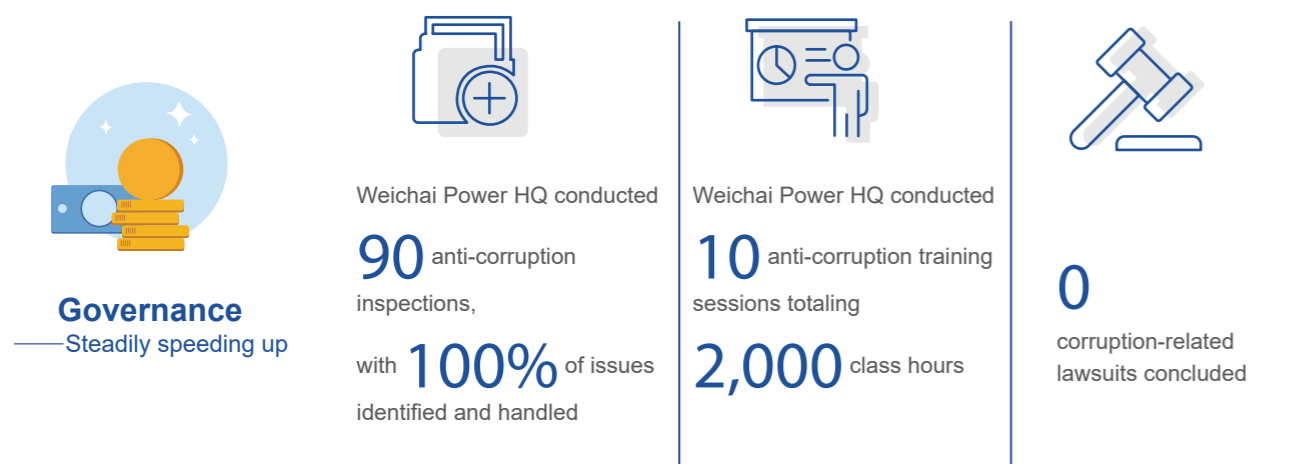 Governance
Steadily speeding up
Weichai Power HQ conducted
90 anti-corruption
inspections,
with 100% of issues
identified and handled
Weichai Power HQ conducted
10 anti-corruption training
sessions totaling
2,000 class hours
0
corruption-related
lawsuits concluded